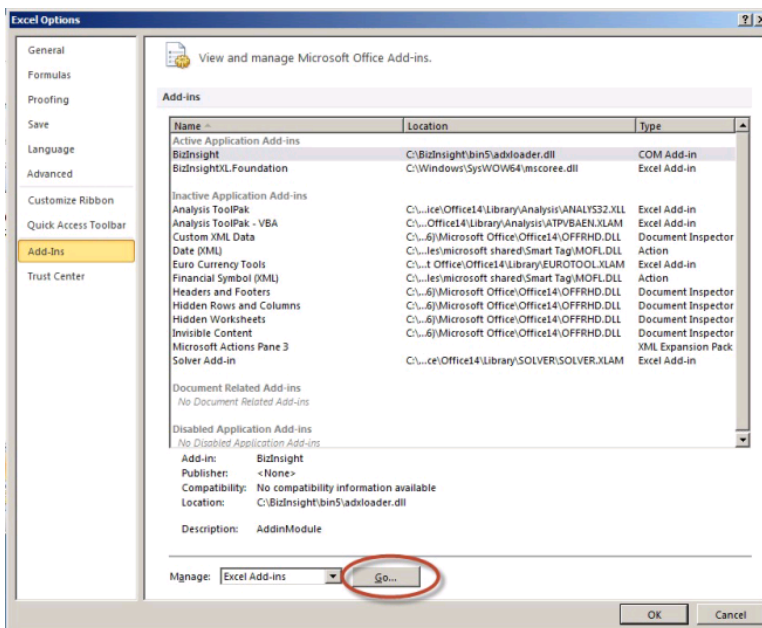 Excel Options
General
Formulas
Proofing
Save
Language
Advanced
Customize Ribbon
Quick Access Toolbar
Add-Ins
Trust Center
View and manage Microsoft Office Add-ins.
Add-ins
Name Location Type
Active Application Add-ins
BizInsight C:\BizInsight\bin5\adxloader.dll COM Add-in
BizInsightXL.Foundation C:\Windows\SysWOW64\mscoree.dll Excel Add-in
Inactive Application Add-ins
Analysis ToolPak C:\...ice\Office14\Library\Analysis\ANALYS32.XLL Excel Add-in
Analysis ToolPak - VBA C:\...Office14\Library\Analysis\ATPVBAEN.XLAM Excel Add-in
Custom XML Data C:\...6)\Microsoft Office\Office14\OFFRHD.DLL Document Inspector
Date (XML) C:\...les\microsoft shared\Smart Tag\MOFL.DLL Action
Euro Currency Tools C:\...t Office\Office14\Library\EUROTOOL.XLAM Excel Add-in
Financial Symbol (XML) C:\...les\microsoft shared\Smart Tag\MOFL.DLL Action
Headers and Footers C:\...6)\Microsoft Office\Office14\OFFRHD.DLL Document Inspector
Hidden Rows and Columns C:\...6)\Microsoft Office\Office14\OFFRHD.DLL Document Inspector
Hidden Worksheets C:\...6)\Microsoft Office\Office14\OFFRHD.DLL Document Inspector
Invisible Content C:\...6)\Microsoft Office\Office14\OFFRHD.DLL Document Inspector
Microsoft Actions Pane 3 XML Expansion Pack
Solver Add-in C:\...ce\Office14\Library\SOLVER\SOLVER.XLAM Excel Add-in
Document Related Add-ins
No Document Related Add-ins
Disabled Application Add-ins
No Disabled Application Add-ins
Add-in: BizInsight
Publisher: <None>
Compatibility: No compatibility information available
Location: C:\BizInsight\bin5\adxloader.dll
Description: AddinModule
Manage: Excel Add-ins Go...
OK Cancel